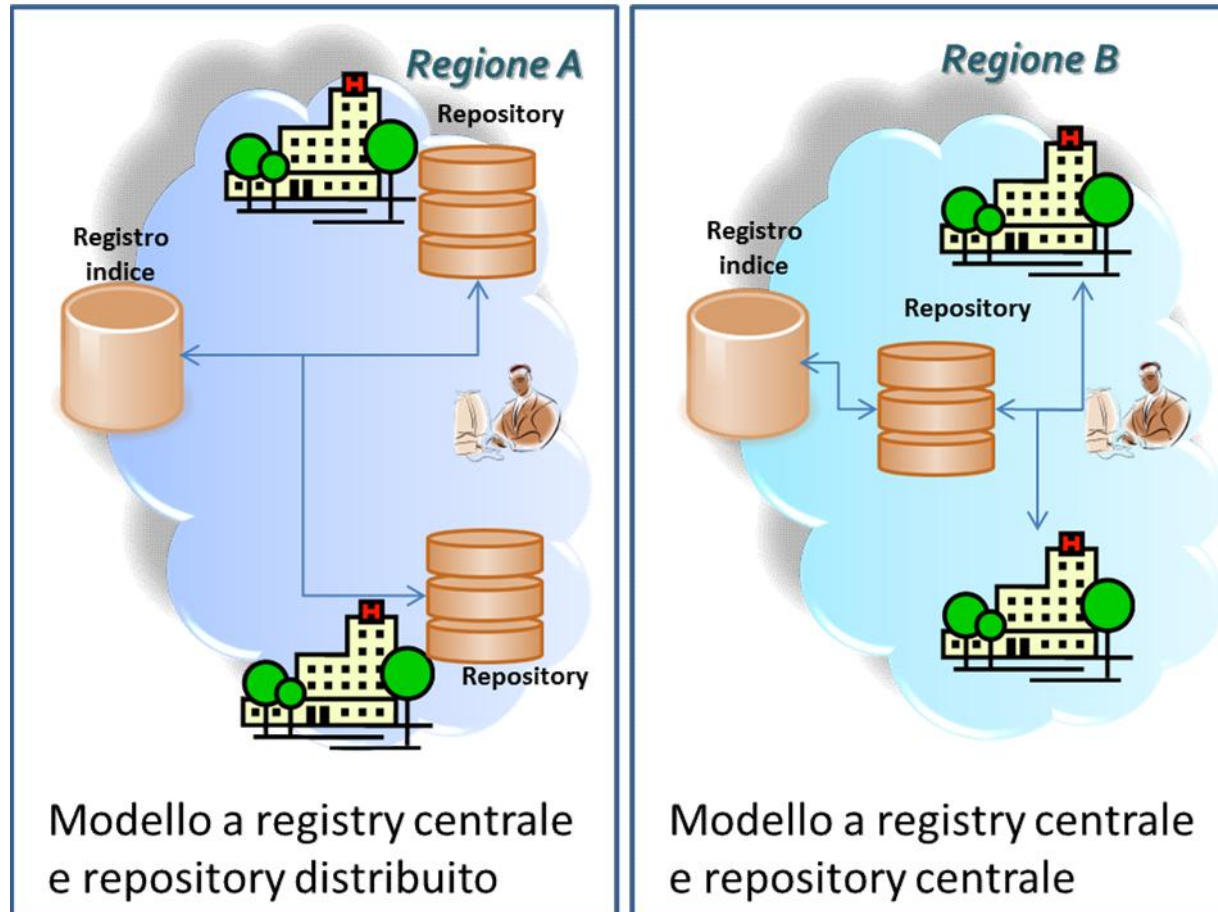 Regione A
Repository
H
Registro
indice
Repository
H
Modello a registry centrale
e repository distribuito
Regione B
H
Registro
indice
Repository
H
Modello a registry centrale
e repository centrale